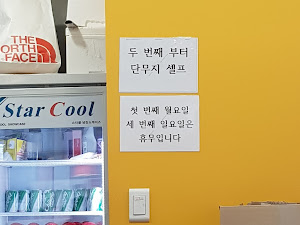 THE
NORTH
FACE
Star Cool
두 번째 부터
단무지 셀프
첫 번째 월요일
세 번째 일요일은
휴무입니다